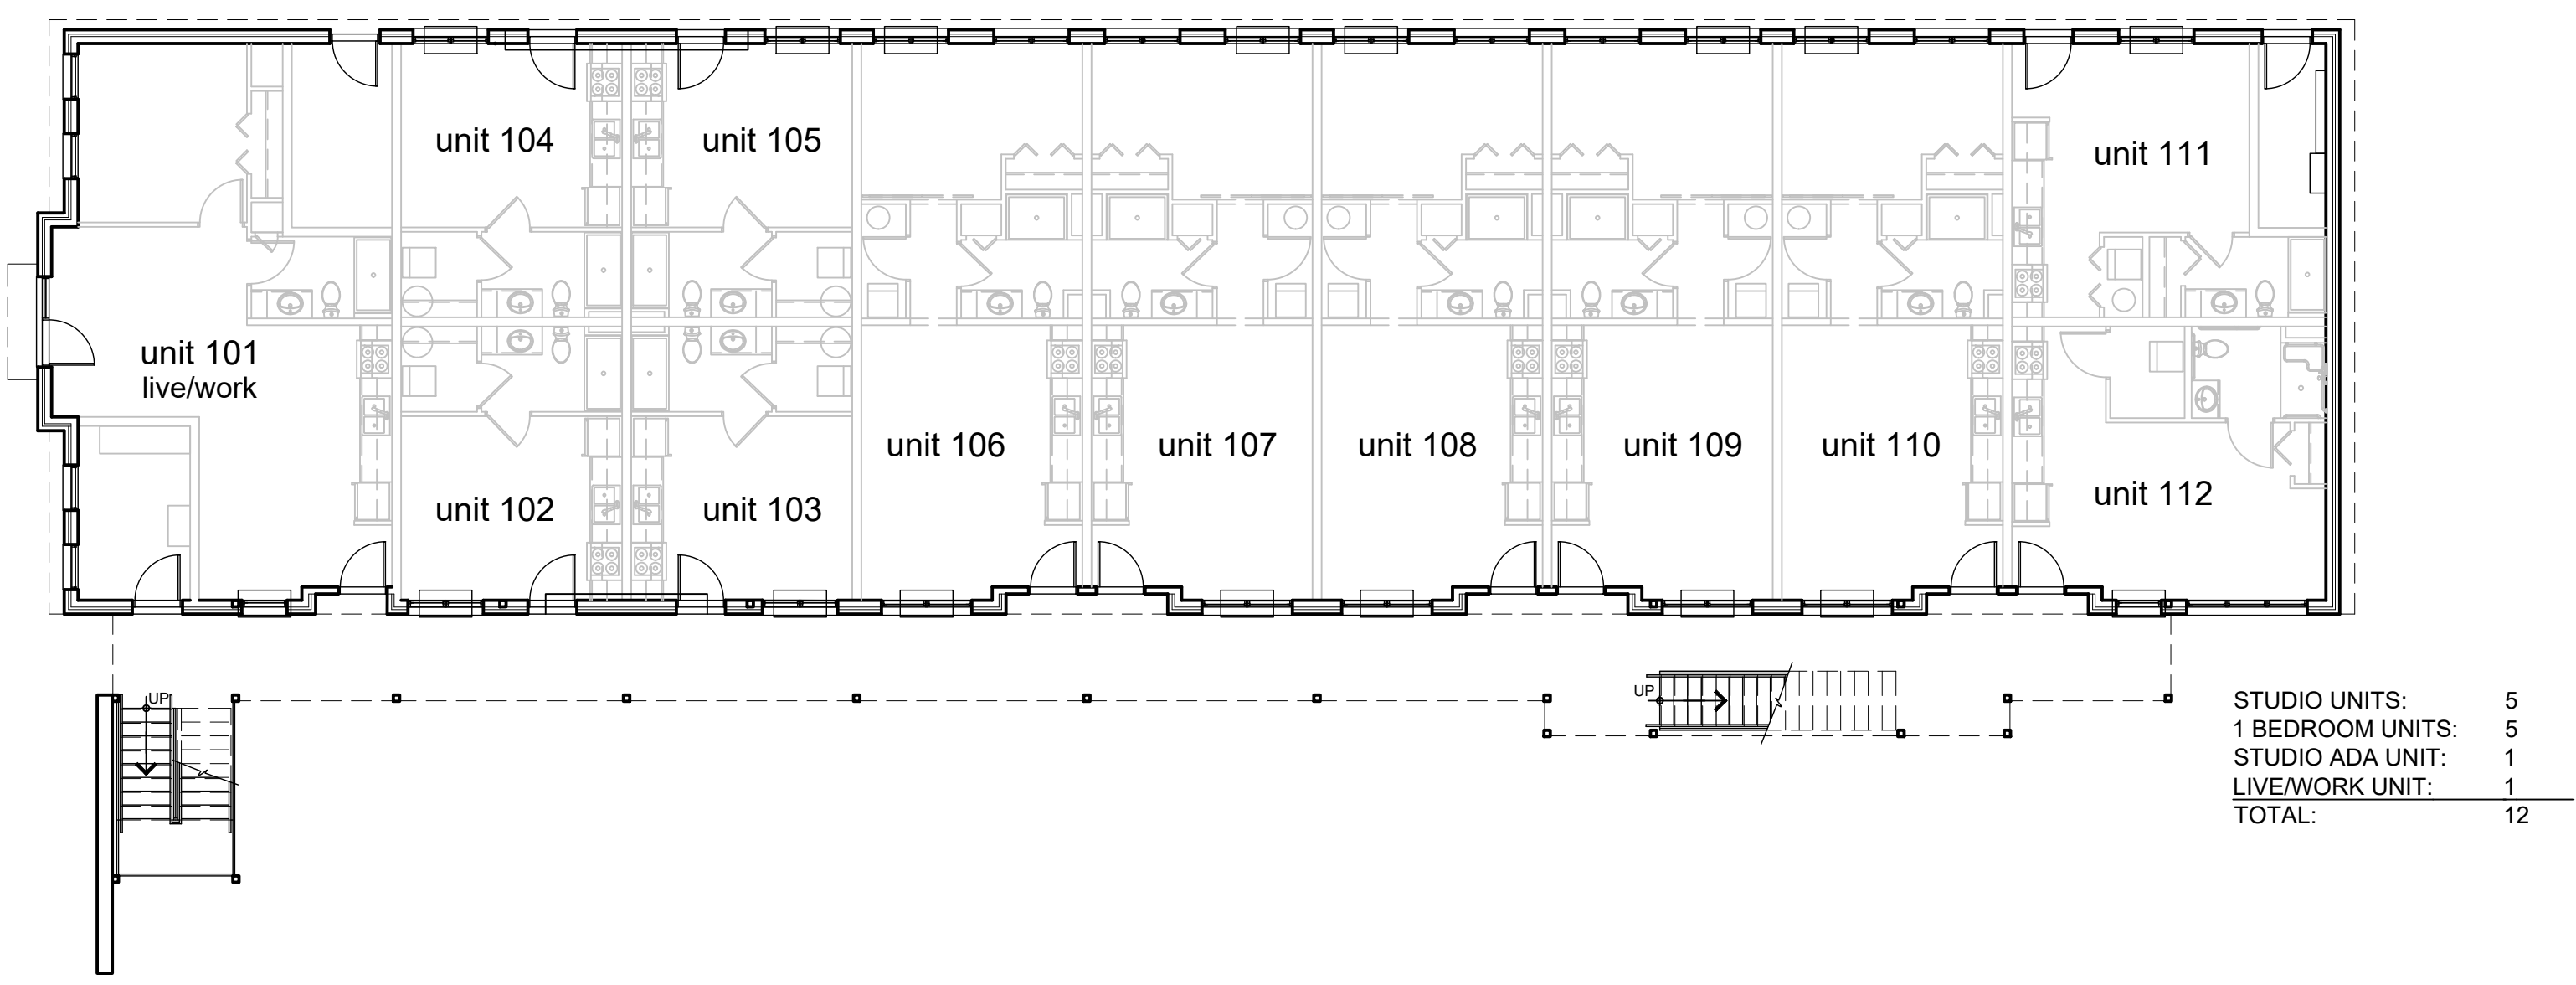 unit 104
unit 105
unit 111
unit 101
live/work
unit 106
unit 107
unit 108
unit 109
unit 110
unit 102
unit 103
unit 112
UP
UP
STUDIO UNITS: 5
1 BEDROOM UNITS: 5
STUDIO ADA UNIT: 1
LIVE/WORK UNIT: 1
TOTAL: 12